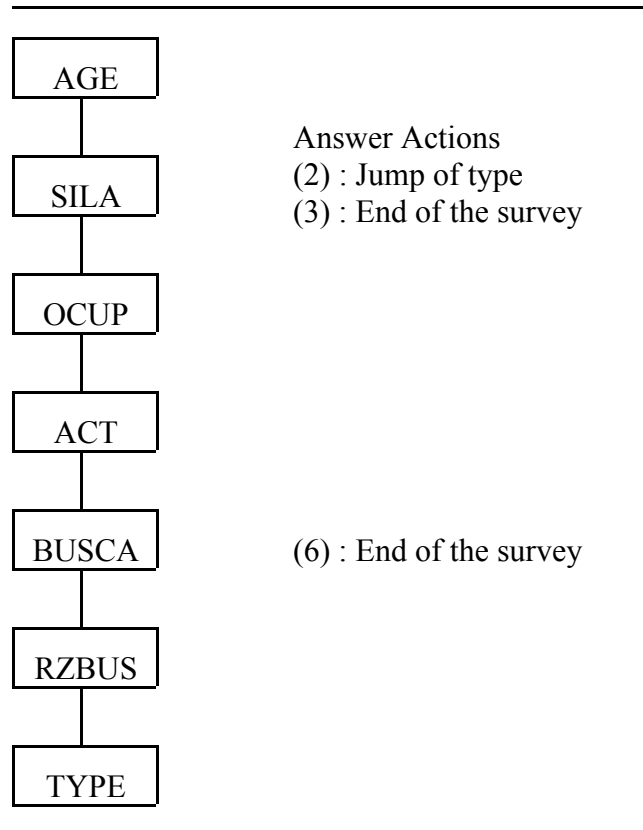 AGE
Answer Actions
(2) : Jump of type
SILA
(3) : End of the survey
OCUP
ACT
BUSCA
(6) : End of the survey
RZBUS
TYPE